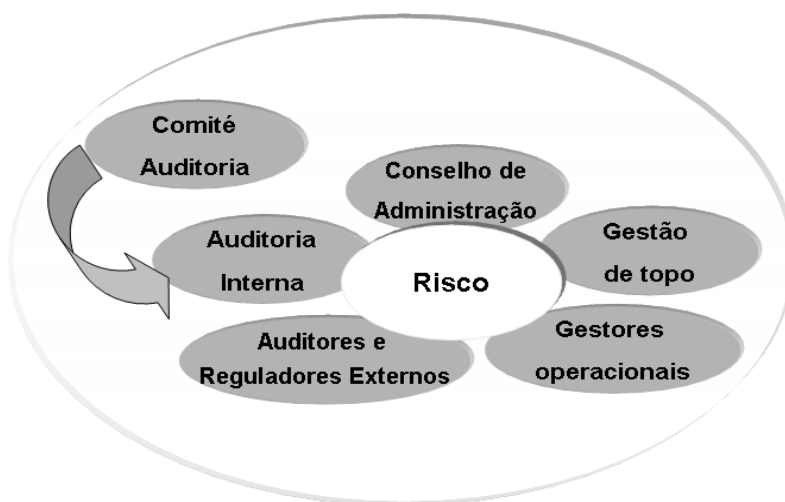 Comité
Auditoria
Conselho de
Administração
Auditoria
Interna
Gestão
de topo
Risco
Auditores e
Reguladores Externos
Gestores
operacionais